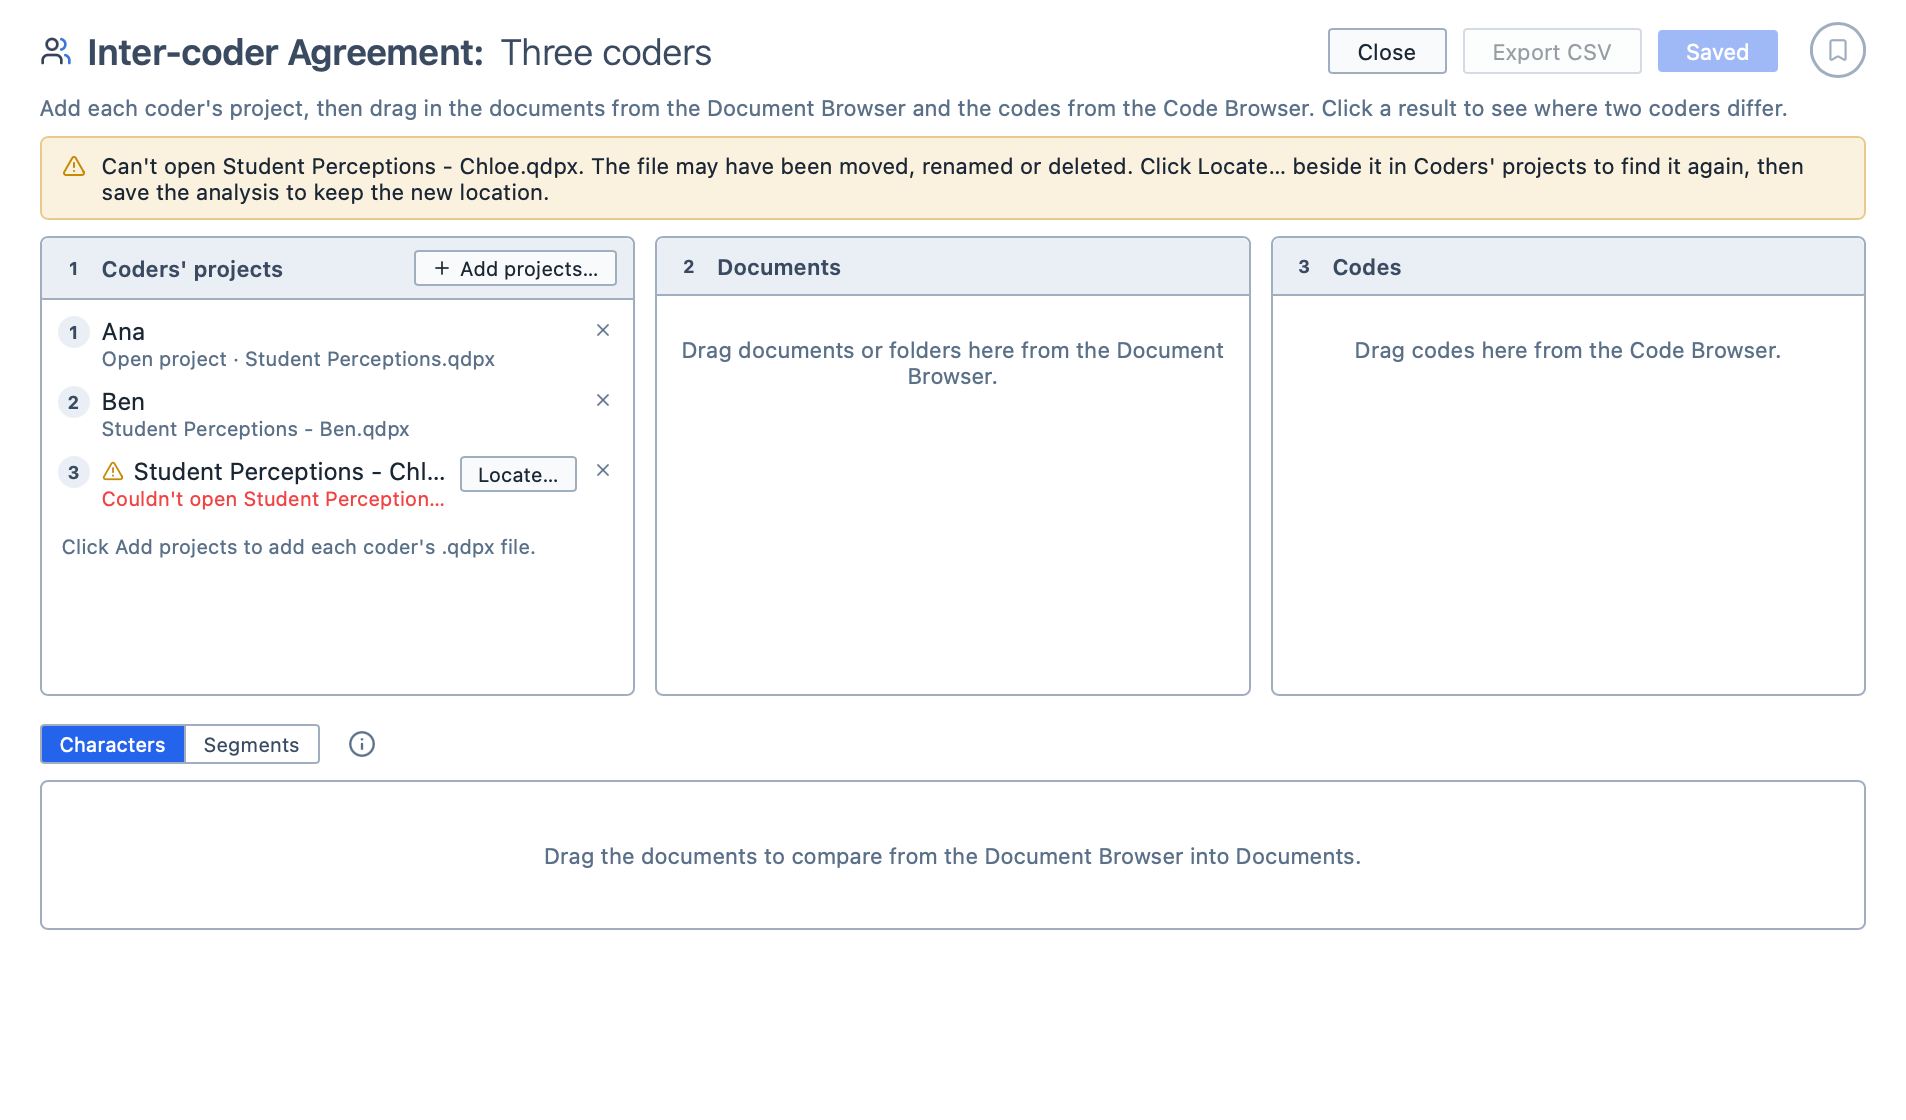 Inter-coder Agreement: Three coders
Close
Export CSV
Saved
Add each coder's project, then drag in the documents from the Document Browser and the codes from the Code Browser. Click a result to see where two coders differ.
Can't open Student Perceptions - Chloe.qdpx. The file may have been moved, renamed or deleted. Click Locate... beside it in Coders' projects to find it again, then
save the analysis to keep the new location.
1 Coders' projects
+ Add projects...
1 Ana
Open project · Student Perceptions.qdpx
2 Ben
Student Perceptions - Ben.qdpx
3 Student Perceptions - Chl...
Locate...
Couldn't open Student Perception...
Click Add projects to add each coder's .qdpx file.
2 Documents
Drag documents or folders here from the Document
Browser.
3 Codes
Drag codes here from the Code Browser.
Characters
Segments
Drag the documents to compare from the Document Browser into Documents.